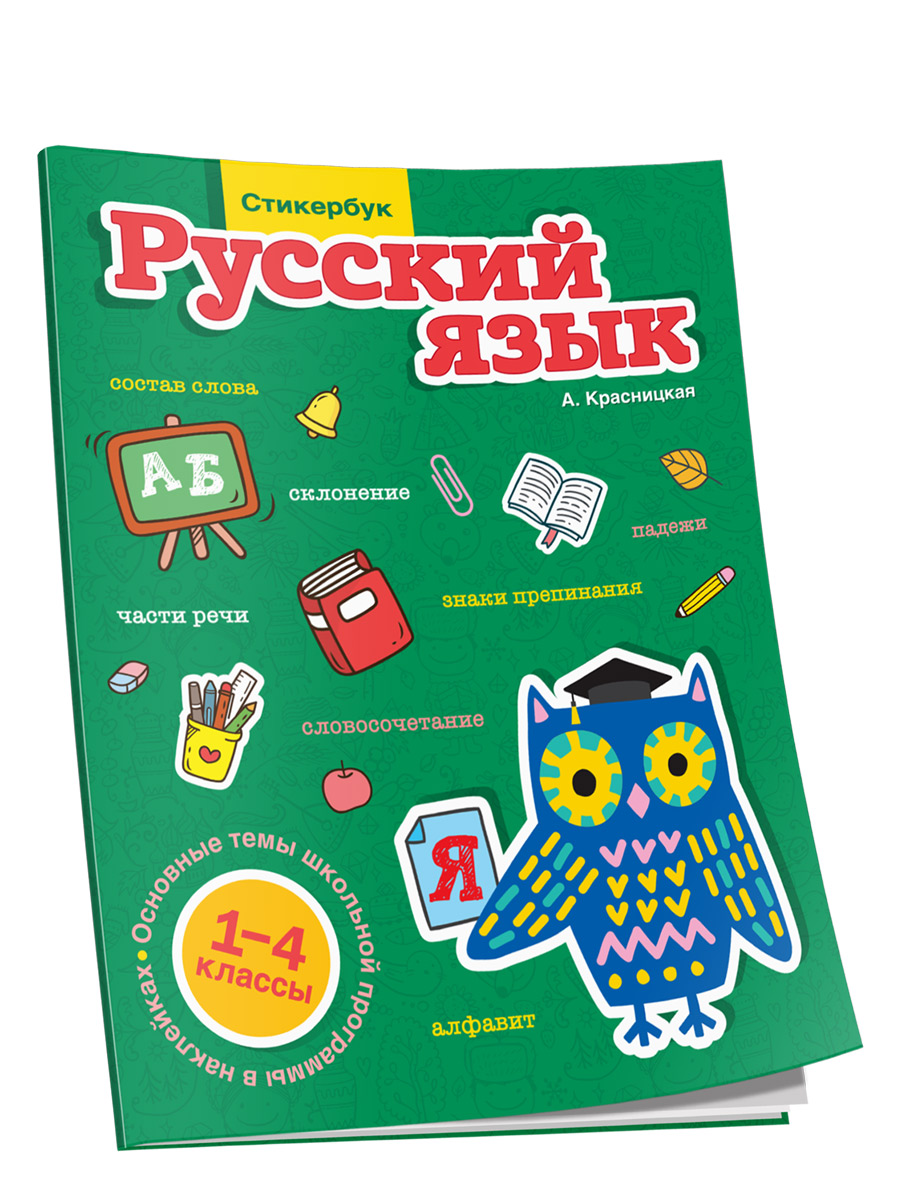 Стикербук
Русский
язык
А. Красницкая
состав слова
АБ
склонение
падежи
знаки препинания
части речи
словосочетание
Я
Основные темы школьной программы в наклейках •
1–4
классы
алфавит